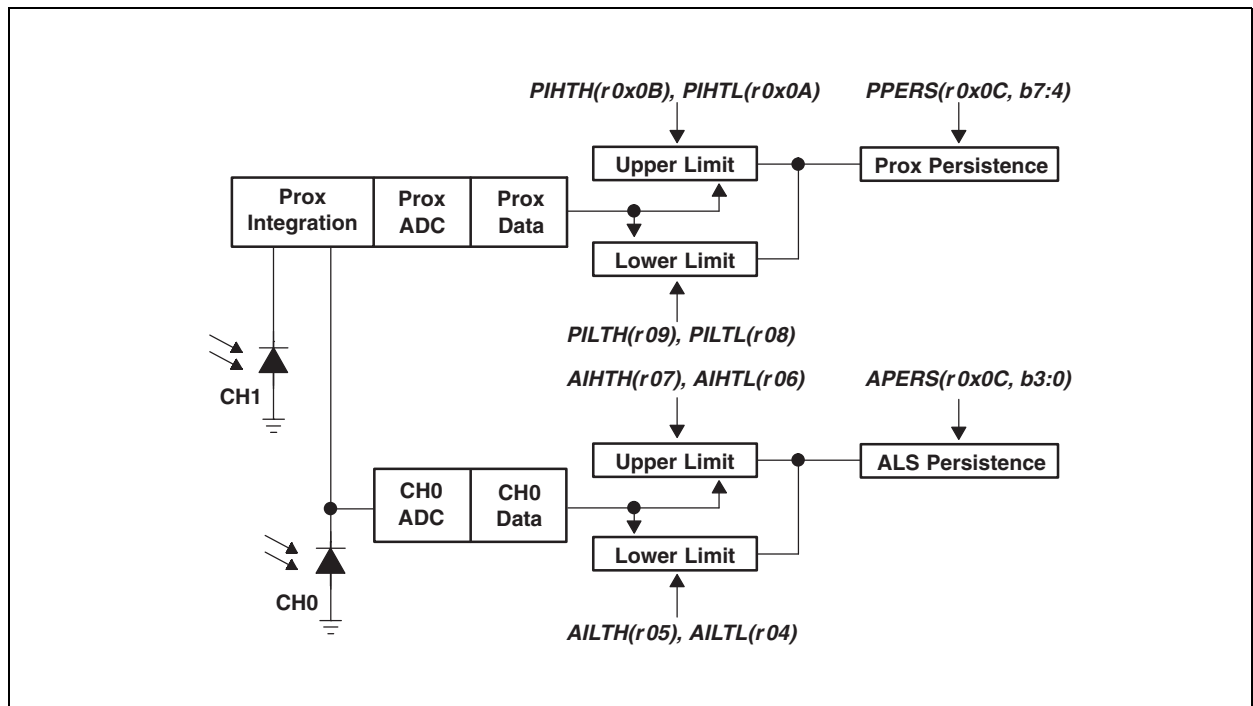 PIHTH(r0x0B), PIHTL(r0x0A)
PPERS(r0x0C, b7:4)
Upper Limit
Prox Persistence
Prox
Integration
Prox
ADC
Prox
Data
Lower Limit
PILTH(r09), PILTL(r08)
CH1
AIHTH(r07), AIHTL(r06)
APERS(r0x0C, b3:0)
Upper Limit
ALS Persistence
CH0
ADC
CH0
Data
Lower Limit
CH0
AILTH(r05), AILTL(r04)